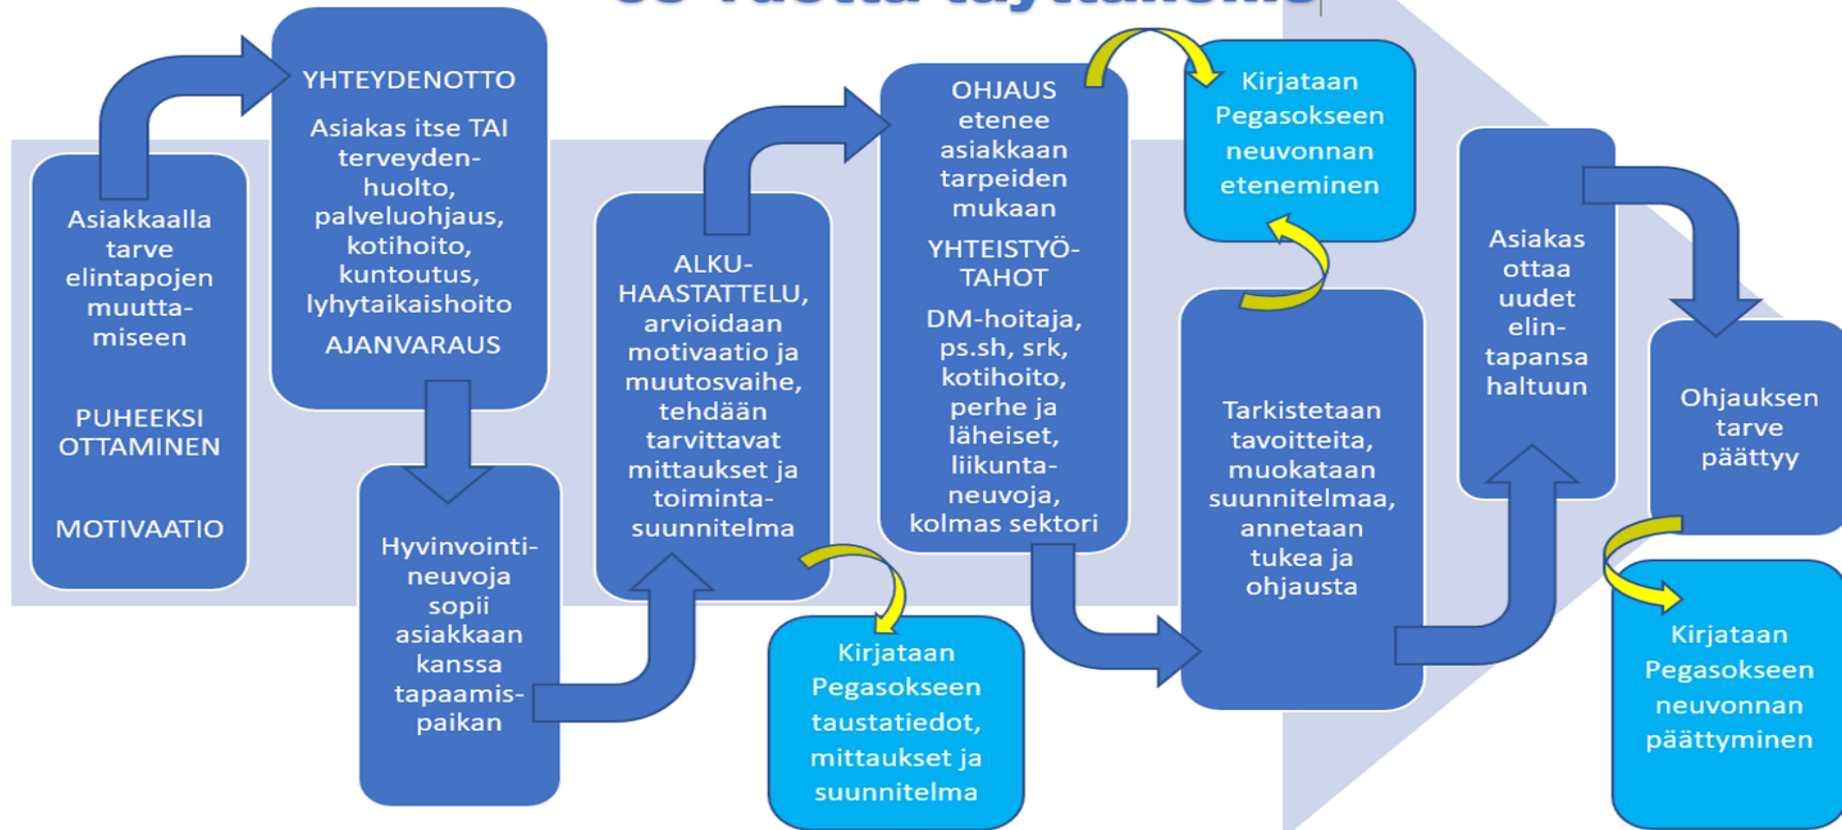 vuotta täyttäneille
Asiakkaalla
tarve
elintapojen
muutta-
miseen
PUHEEKSI
OTTAMINEN
MOTIVAATIO
YHTEYDENOTTO
Asiakas itse TAI
terveyden-
huolto,
palveluohjaus,
kotihoito,
kuntoutus,
lyhytaikaishoito
AJANVARAUS
Hyvinvointi-
neuvoja
sopii
asiakkaan
kanssa
tapaamis-
paikan
ALKU-
HAASTATTELU,
arvioidaan
motivaatio ja
muutosvaihe,
tehdään
tarvittavat
mittaukset ja
toiminta-
suunnitelma
Kirjataan
Pegasokseen
taustatiedot,
mittaukset ja
suunnitelma
OHJAUS
etenee
asiakkaan
tarpeiden
mukaan
YHTEISTYÖ-
TAHOT
DM-hoitaja,
ps.sh, srk,
kotihoito,
perhe ja
läheiset,
liikunta-
neuvoja,
kolmas sektori
Kirjataan
Pegasokseen
neuvonnan
eteneminen
Tarkistetaan
tavoitteita,
muokataan
suunnitelmaa,
annetaan
tukea ja
ohjausta
Asiakas
ottaa
uudet
elin-
tapansa
haltuun
Ohjauksen
tarve
päättyy
Kirjataan
Pegasokseen
neuvonnan
päättyminen